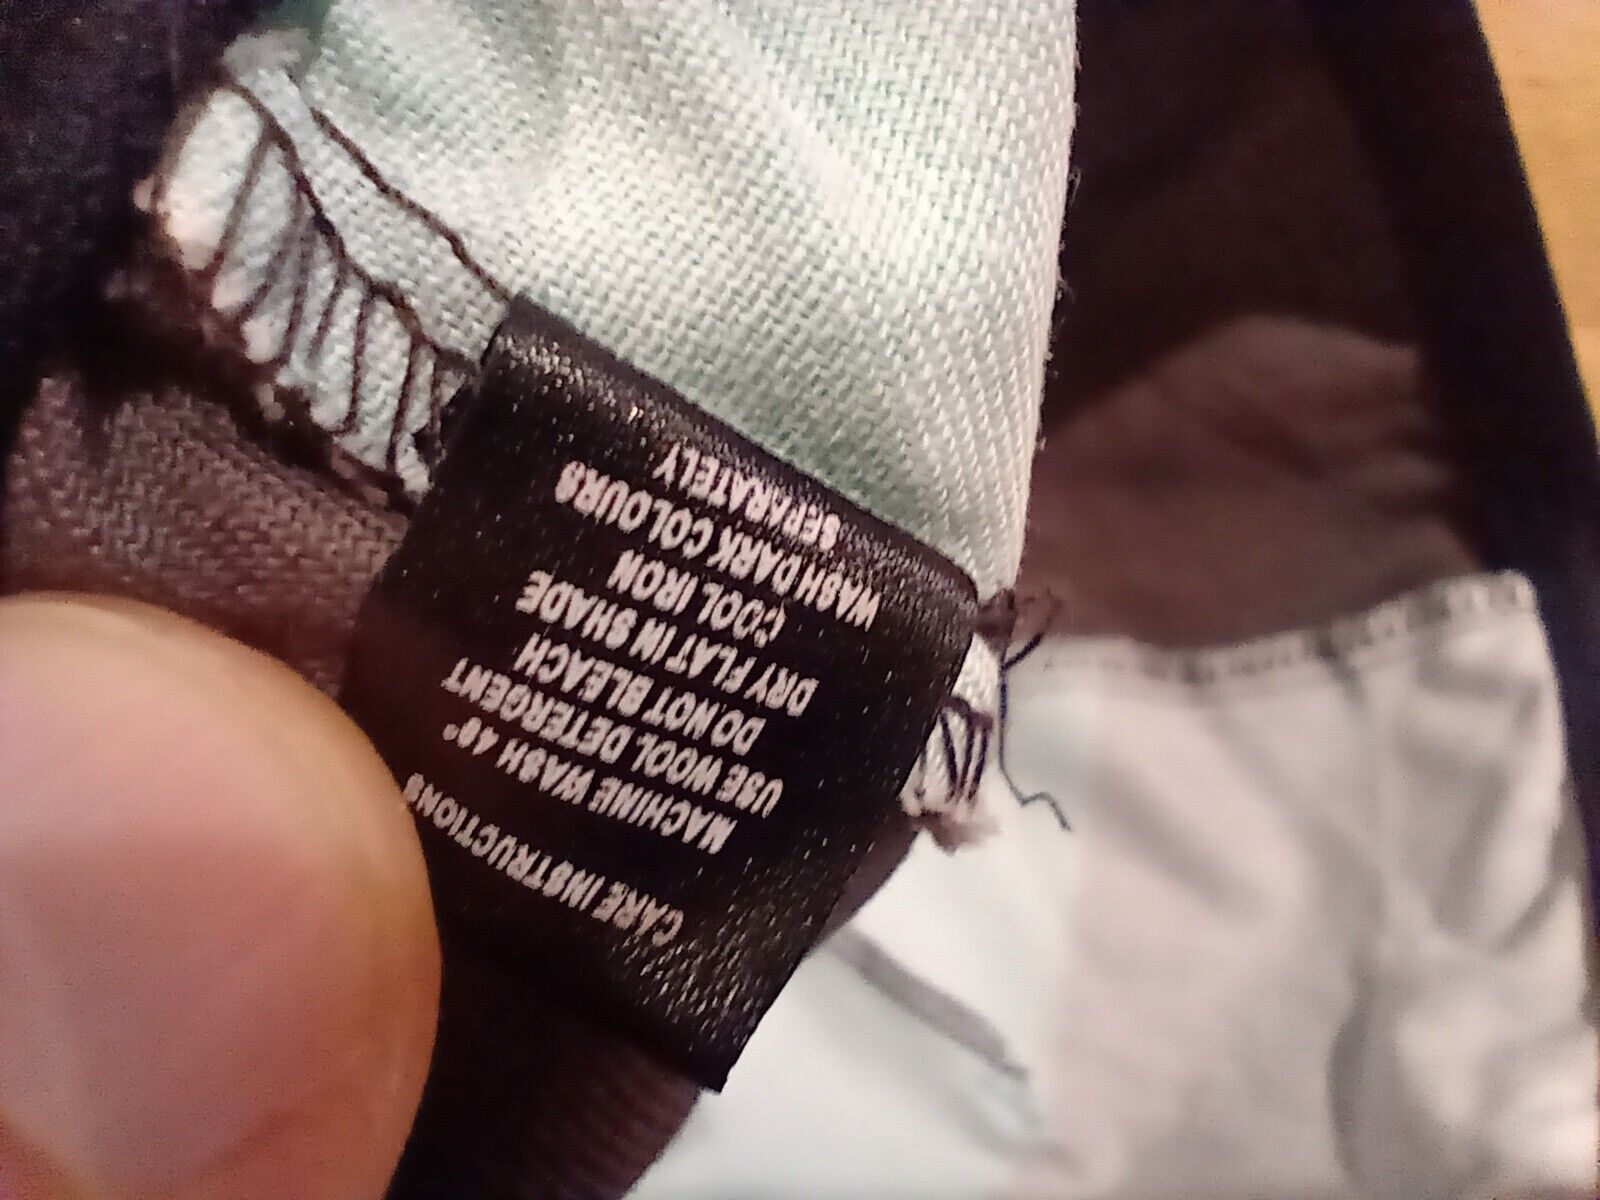 CARE INSTRUCTIONS
MACHINE WASH 40°
USE WOOL DETERGENT
DO NOT BLEACH
DRY FLAT IN SHADE
COOL IRON
WASH DARK COLOURS
SEPARATELY